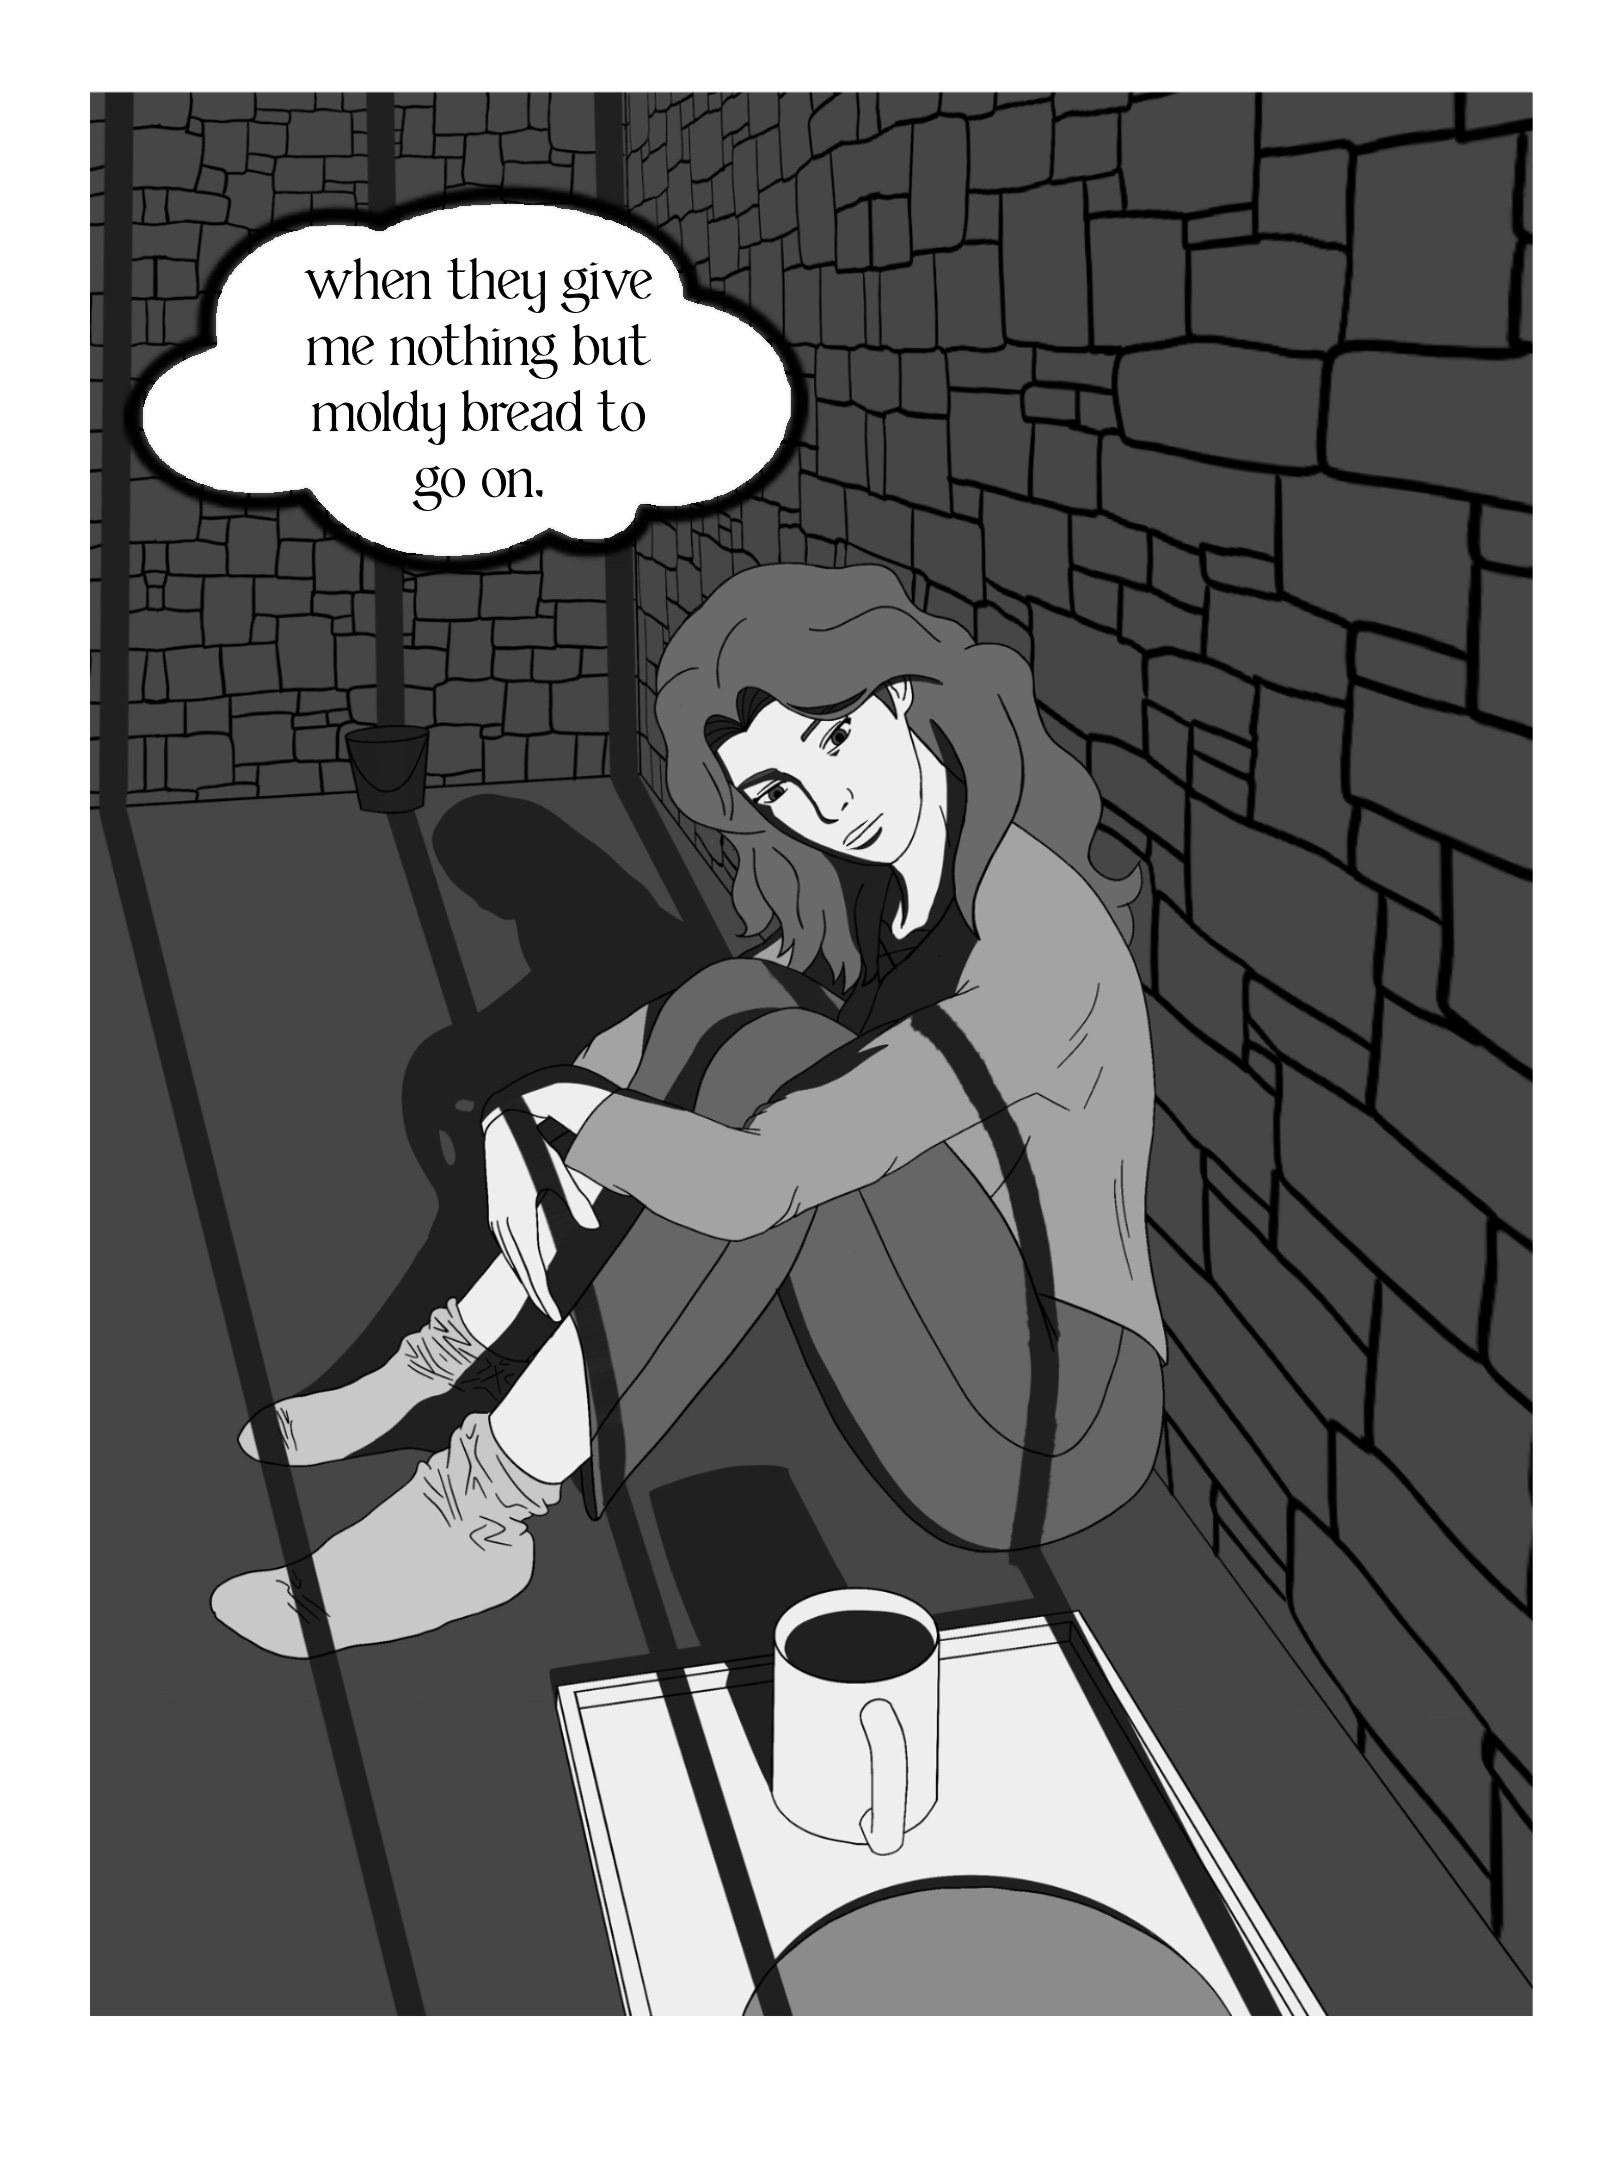 when they give
me nothing but
moldy bread to
go on.